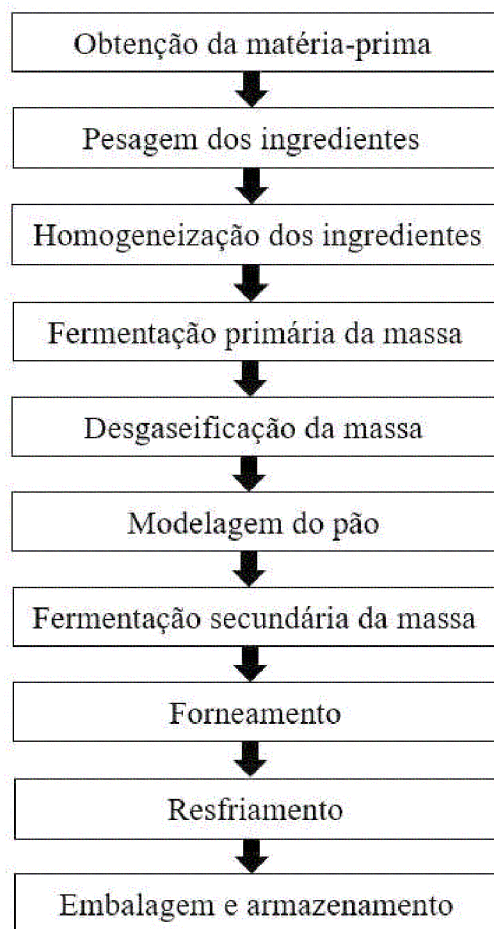 Obtenção da matéria-prima
Pesagem dos ingredientes
Homogeneização dos ingredientes
Fermentação primária da massa
Desgaseificação da massa
Modelagem do pão
Fermentação secundária da massa
Forneamento
Resfriamento
Embalagem e armazenamento